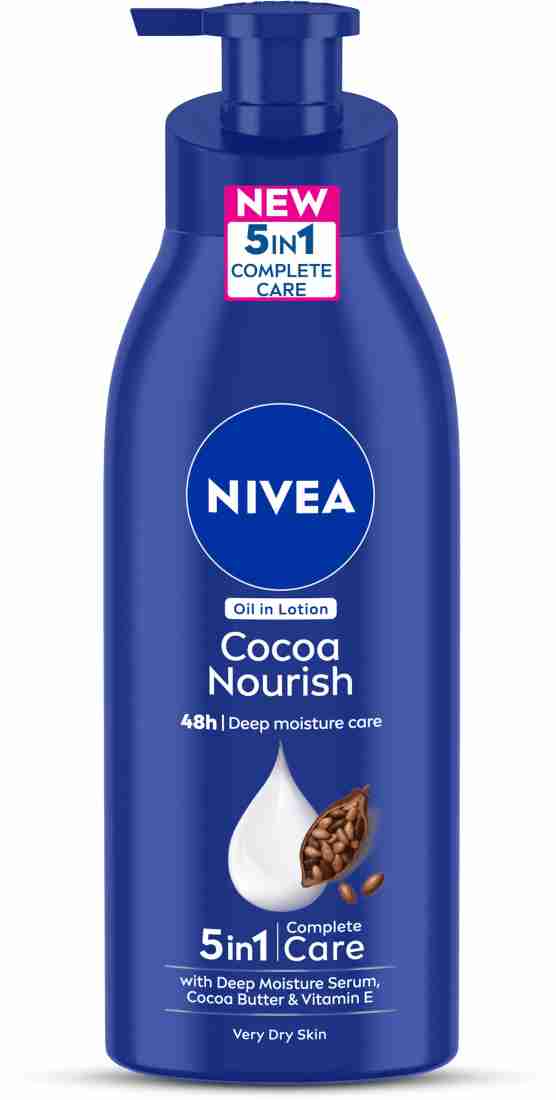 NEW
5IN1
COMPLETE
CARE
NIVEA
Oil in Lotion
Cocoa
Nourish
48h | Deep moisture care
5in1 | Complete Care
with Deep Moisture Serum,
Cocoa Butter & Vitamin E
Very Dry Skin